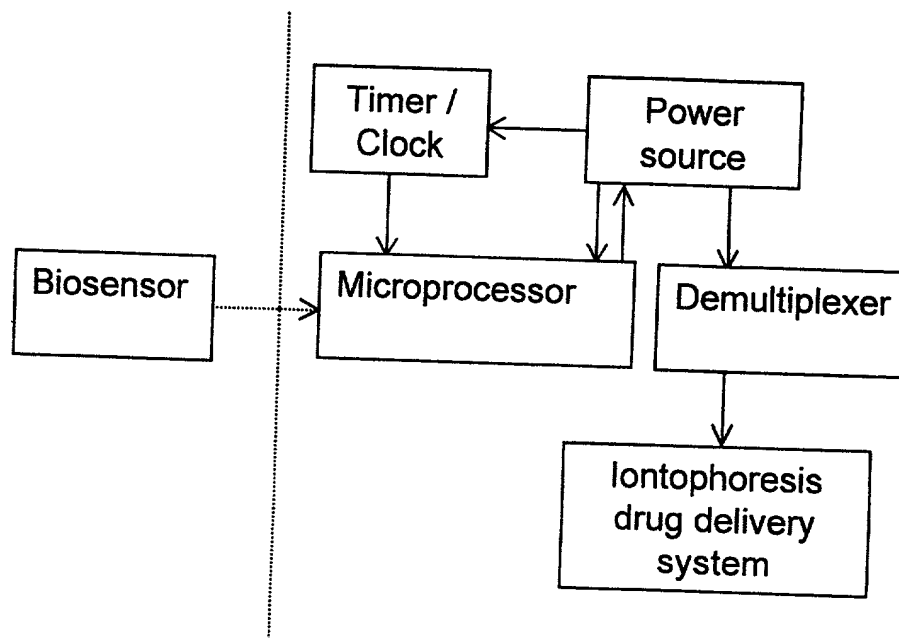 Timer /
Clock
Power
source
Biosensor
Microprocessor
Demultiplexer
Iontophoresis
drug delivery
system